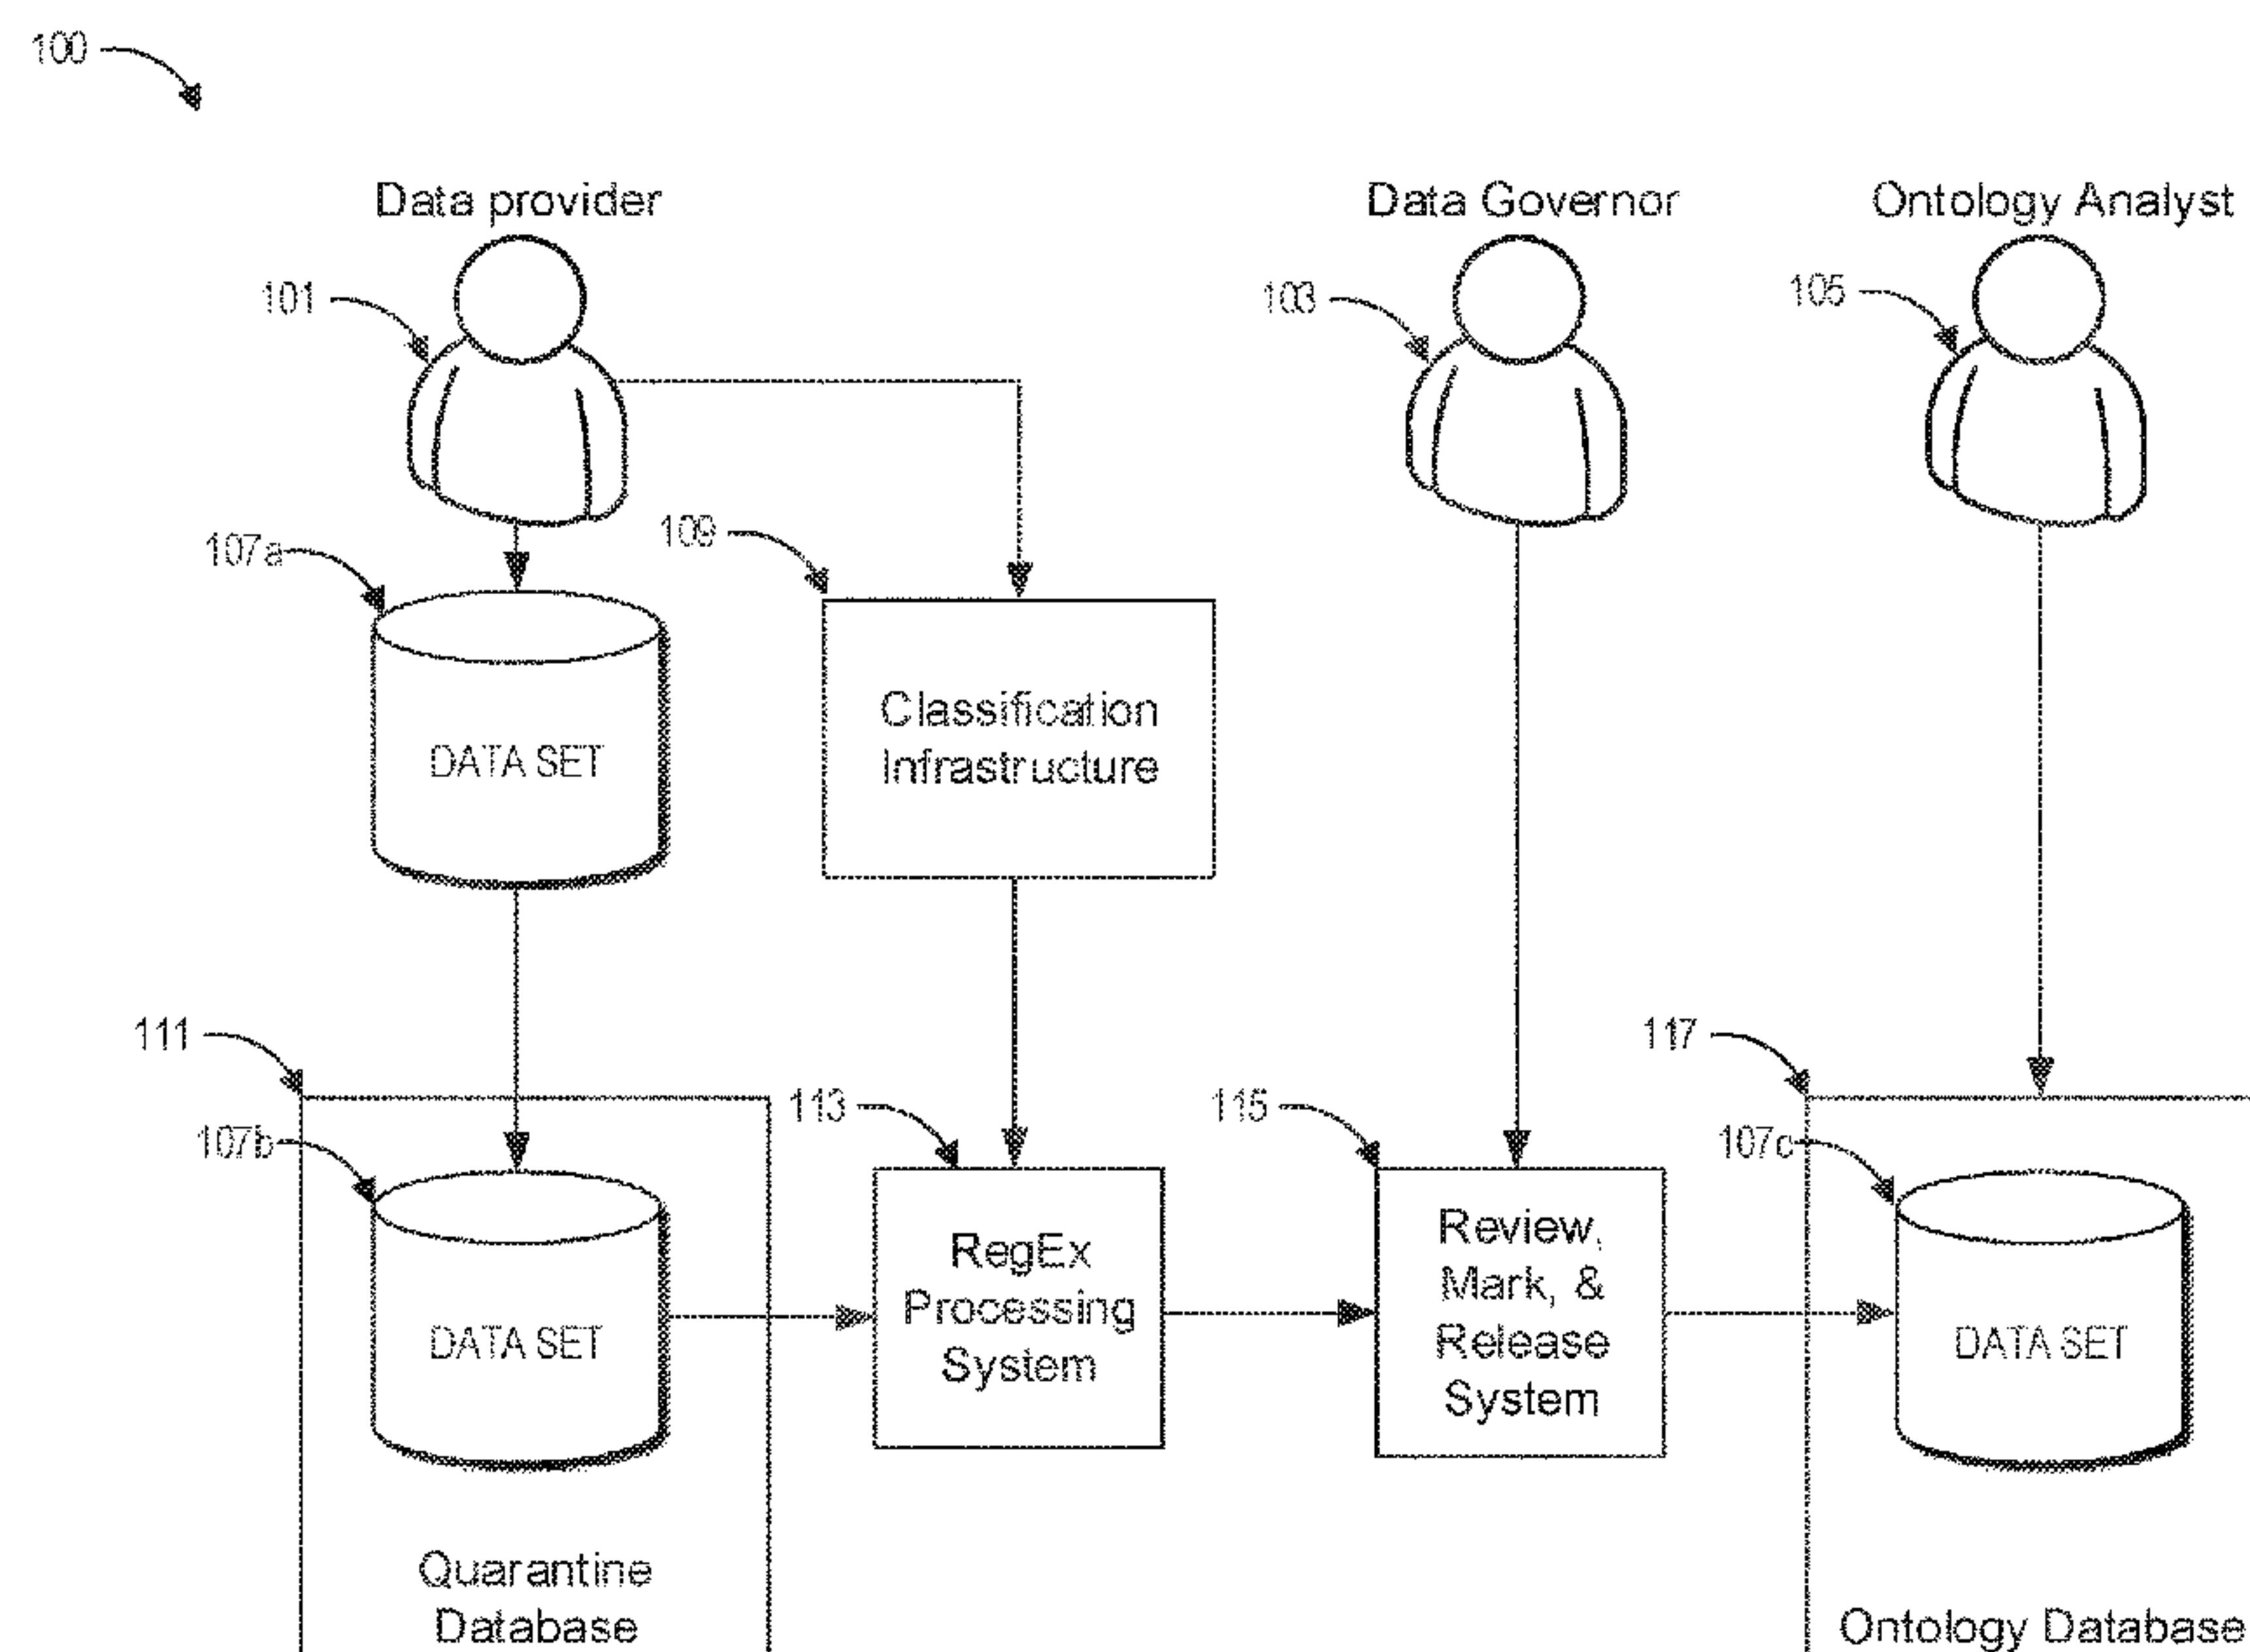 100
Data provider
Data Governor
Ontology Analyst
101
103
105
107a
109
DATA SET
Classification
Infrastructure
111
117
107b
113
115
107c
DATA SET
RegEx
Processing
System
Review,
Mark, &
Release
System
DATA SET
Quarantine
Database
Ontology Database